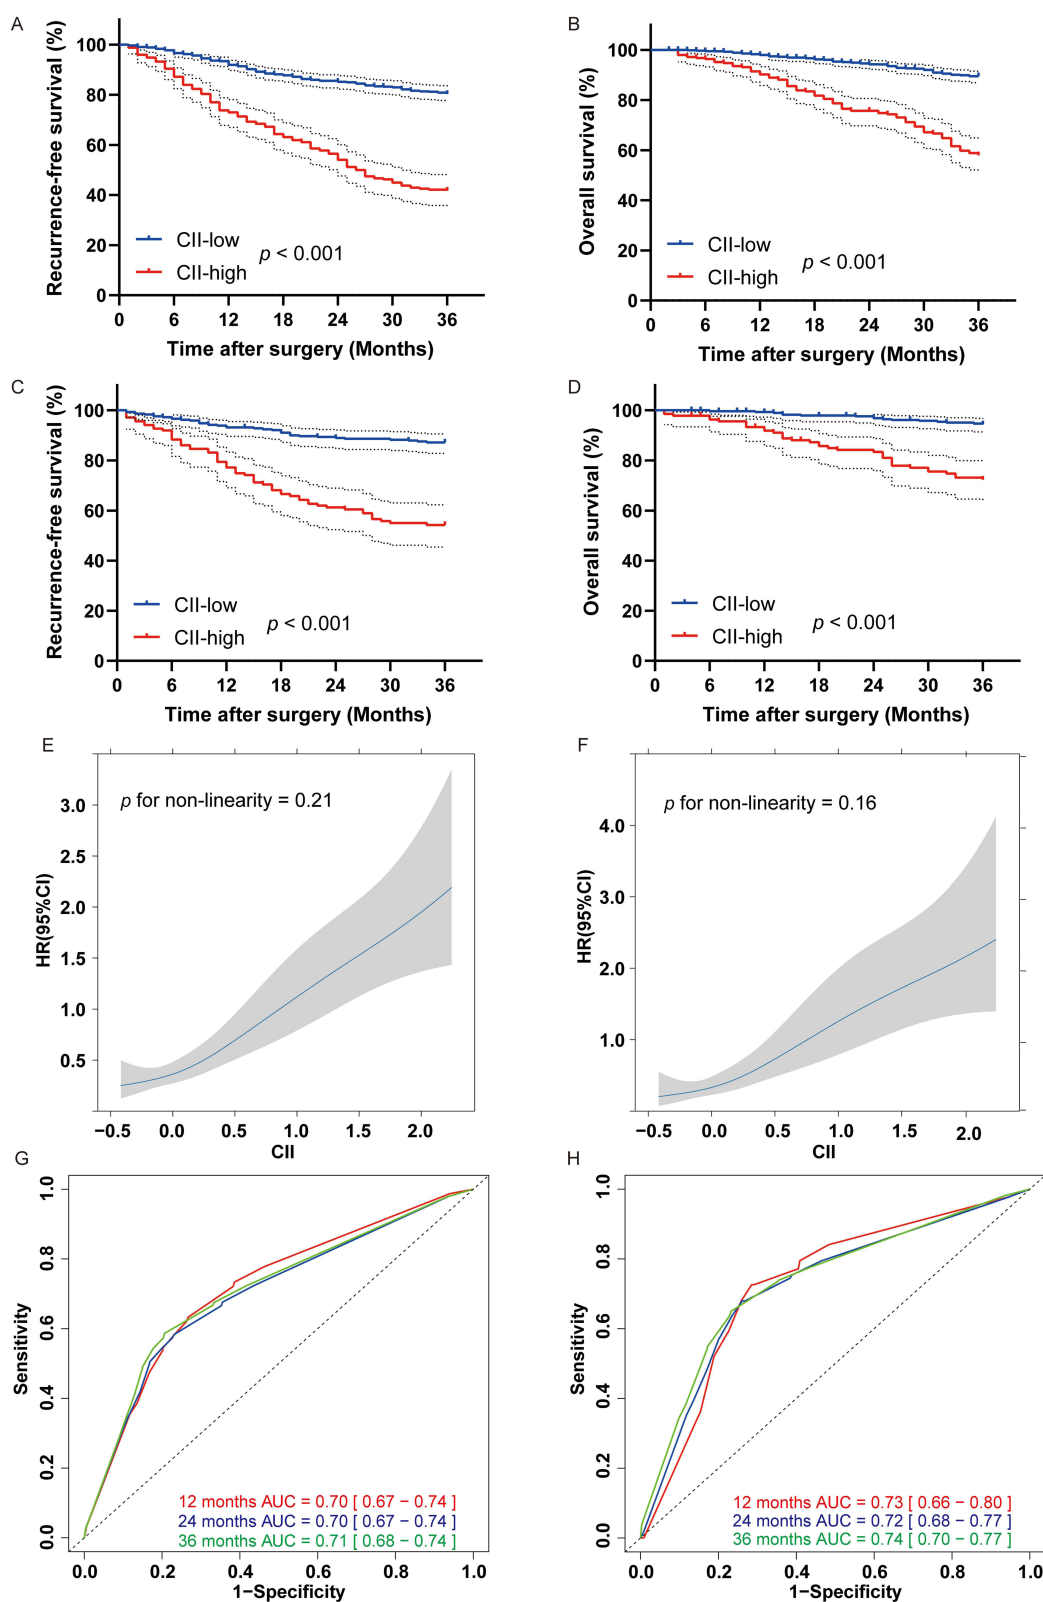 A
Recurrence-free survival (%)
100
80
60
40
20
0
CII-low
CII-high
p < 0.001
0 6 12 18 24 30 36
Time after surgery (Months)
B
Overall survival (%)
100
80
60
40
20
0
CII-low
CII-high
p < 0.001
0 6 12 18 24 30 36
Time after surgery (Months)
C
Recurrence-free survival (%)
100
80
60
40
20
0
CII-low
CII-high
p < 0.001
0 6 12 18 24 30 36
Time after surgery (Months)
D
Overall survival (%)
100
80
60
40
20
0
CII-low
CII-high
p < 0.001
0 6 12 18 24 30 36
Time after surgery (Months)
E
p for non-linearity = 0.21
HR(95%CI)
3.0
2.5
2.0
1.5
1.0
0.5
−0.5 0.0 0.5 1.0 1.5 2.0
CII
F
p for non-linearity = 0.16
HR(95%CI)
4.0
3.0
2.0
1.0
−0.5 0.0 0.5 1.0 1.5 2.0
CII
G
Sensitivity
1.0
0.8
0.6
0.4
0.2
0.0
12 months AUC = 0.70 [ 0.67 − 0.74 ]
24 months AUC = 0.70 [ 0.67 − 0.74 ]
36 months AUC = 0.71 [ 0.68 − 0.74 ]
0.0 0.2 0.4 0.6 0.8 1.0
1−Specificity
H
Sensitivity
1.0
0.8
0.6
0.4
0.2
0.0
12 months AUC = 0.73 [ 0.66 − 0.80 ]
24 months AUC = 0.72 [ 0.68 − 0.77 ]
36 months AUC = 0.74 [ 0.70 − 0.77 ]
0.0 0.2 0.4 0.6 0.8 1.0
1−Specificity